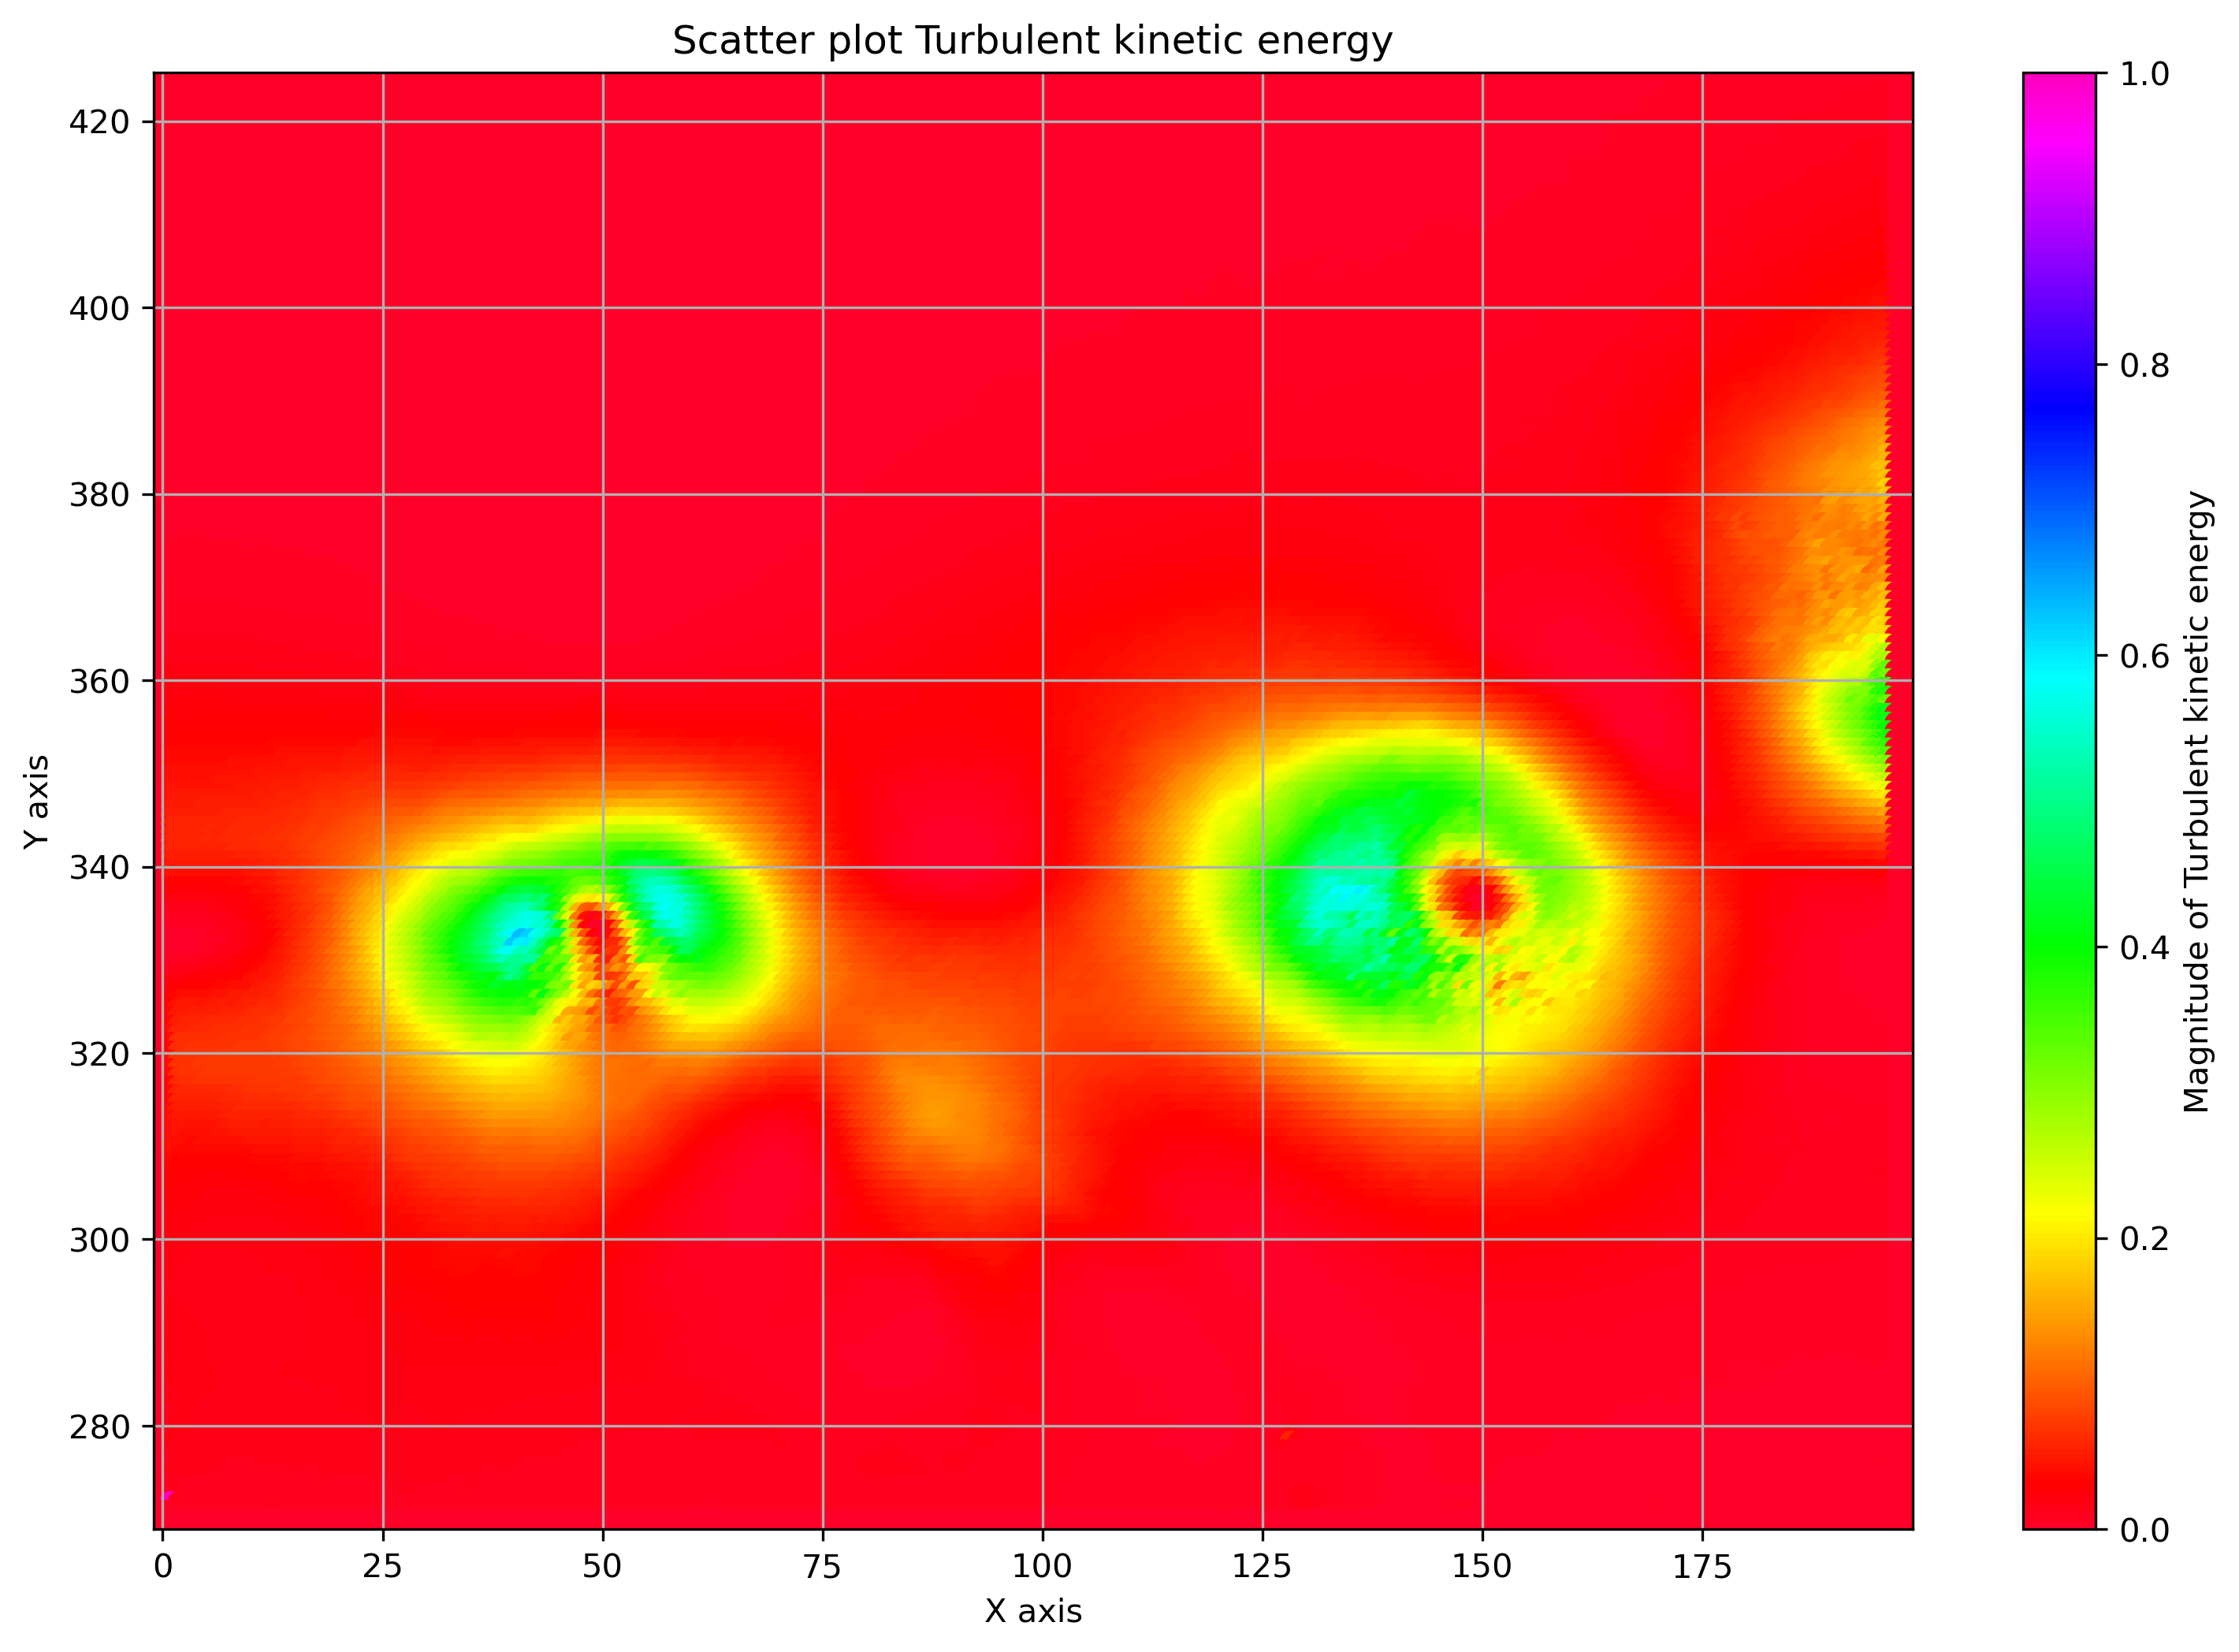 Scatter plot Turbulent kinetic energy
420
400
380
360
340
320
300
280
Y axis
0 25 50 75 100 125 150 175
X axis
1.0
0.8
0.6
0.4
0.2
0.0
Magnitude of Turbulent kinetic energy